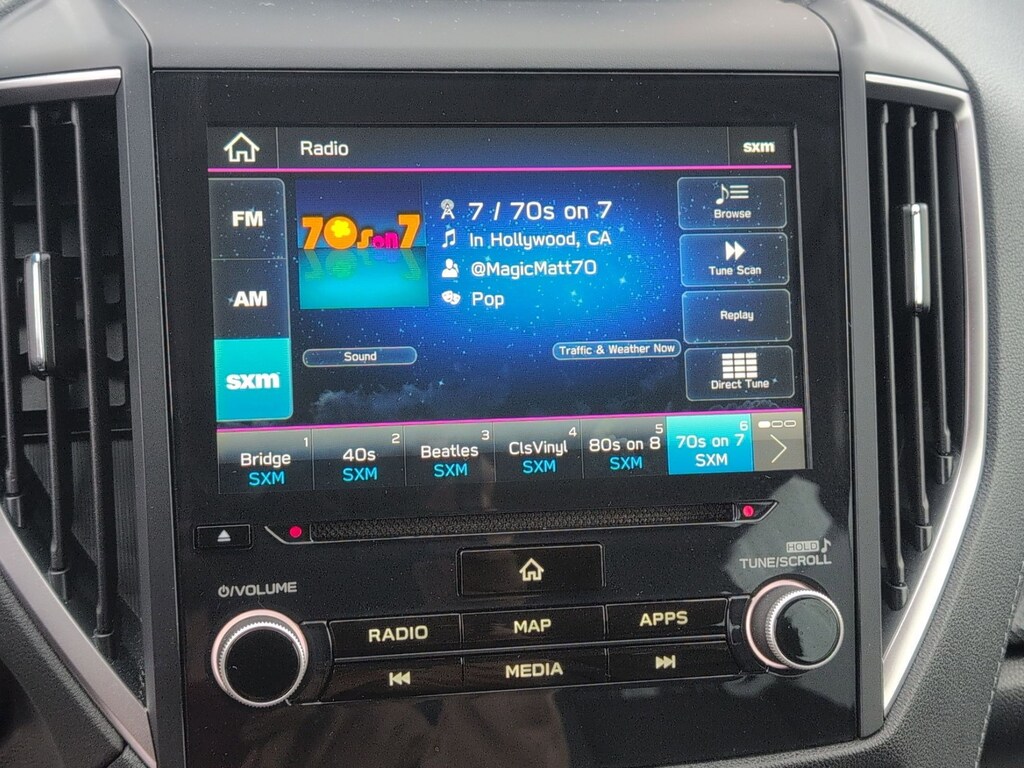 Radio
sxm
FM
AM
sxm
70s on 7
7 / 70s on 7
In Hollywood, CA
@MagicMatt70
Pop
Browse
Tune Scan
Replay
Direct Tune
Sound
Traffic & Weather Now
1
Bridge
SXM
2
40s
SXM
3
Beatles
SXM
4
ClsVinyl
SXM
5
80s on 8
SXM
6
70s on 7
SXM
/VOLUME
HOLD
TUNE/SCROLL
RADIO
MAP
APPS
MEDIA